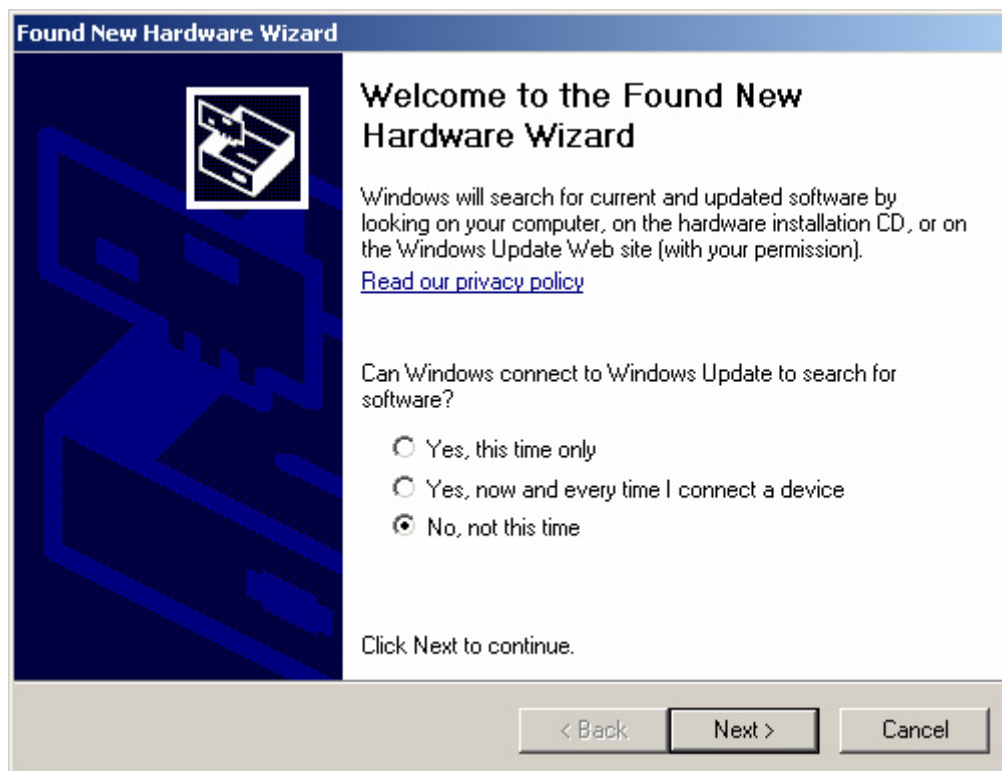 Found New Hardware Wizard
Welcome to the Found New
Hardware Wizard
Windows will search for current and updated software by
looking on your computer, on the hardware installation CD, or on
the Windows Update Web site (with your permission).
Read our privacy policy
Can Windows connect to Windows Update to search for
software?
Yes, this time only
Yes, now and every time I connect a device
No, not this time
Click Next to continue.
< Back Next > Cancel